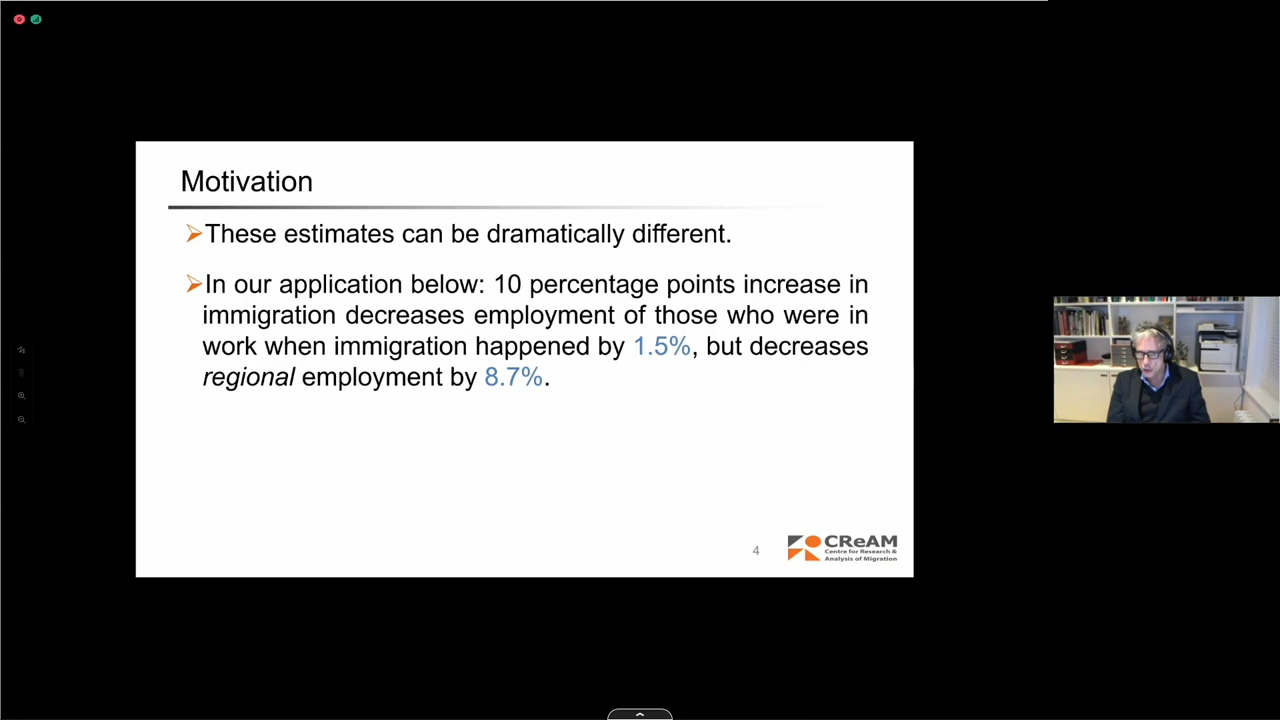 Motivation
These estimates can be dramatically different.
In our application below: 10 percentage points increase in
immigration decreases employment of those who were in
work when immigration happened by 1.5%, but decreases
regional employment by 8.7%.
4
CReAM
Centre for Research &
Analysis of Migration